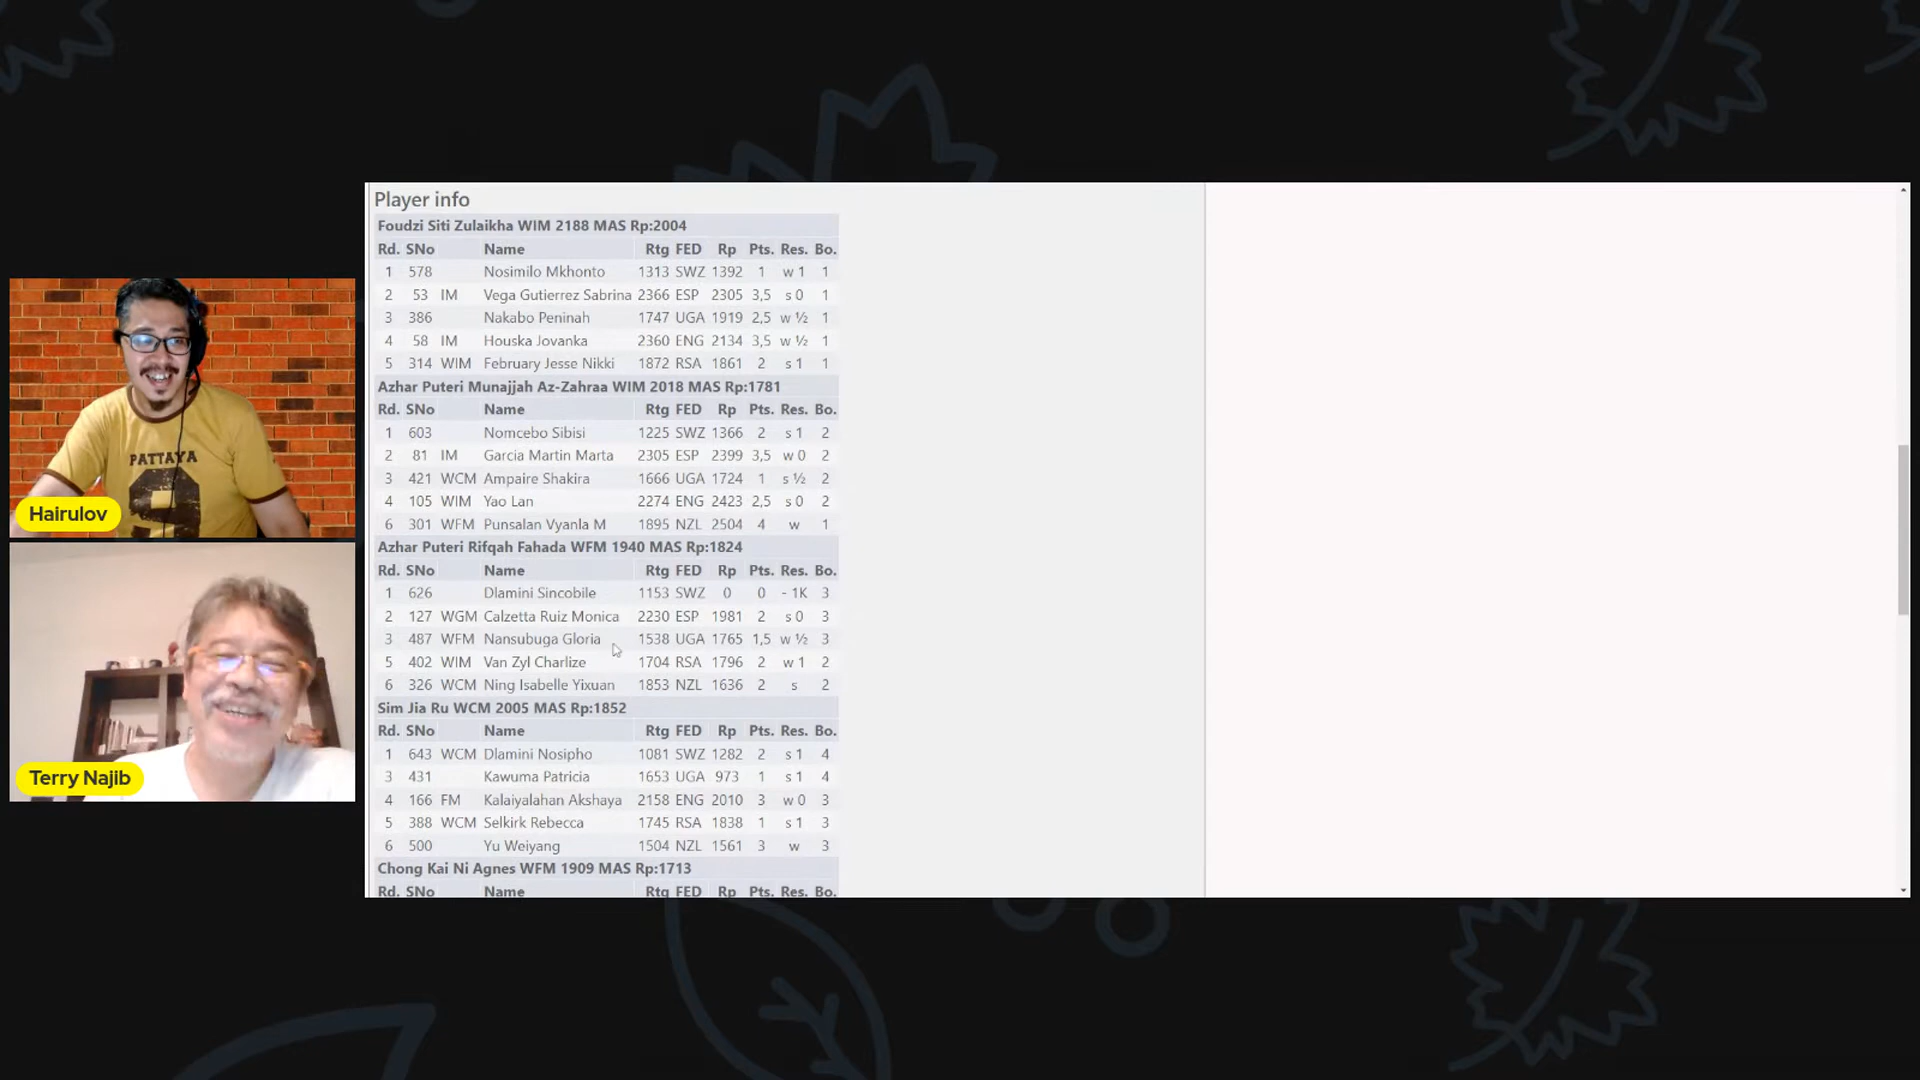 Player info
Foudzi Siti Zulaikha WIM 2188 MAS Rp:2004
Rd. SNo Name Rtg FED Rp Pts. Res. Bo.
1 578 Nosimilo Mkhonto 1313 SWZ 1392 1 w 1 1
2 53 IM Vega Gutierrez Sabrina 2366 ESP 2305 3,5 s 0 1
3 386 Nakabo Peninah 1747 UGA 1919 2,5 w ½ 1
4 58 IM Houska Jovanka 2360 ENG 2134 3,5 w ½ 1
5 314 WIM February Jesse Nikki 1872 RSA 1861 2 s 1 1
Azhar Puteri Munajjah Az-Zahraa WIM 2018 MAS Rp:1781
Rd. SNo Name Rtg FED Rp Pts. Res. Bo.
1 603 Nomcebo Sibisi 1225 SWZ 1366 2 s 1 2
2 81 IM Garcia Martin Marta 2305 ESP 2399 3,5 w 0 2
3 421 WCM Ampaire Shakira 1666 UGA 1724 1 s ½ 2
4 105 WIM Yao Lan 2274 ENG 2423 2,5 s 0 2
6 301 WFM Punsalan Vyanla M 1895 NZL 2504 4 w 1
Azhar Puteri Rifqah Fahada WFM 1940 MAS Rp:1824
Rd. SNo Name Rtg FED Rp Pts. Res. Bo.
1 626 Dlamini Sincobile 1153 SWZ 0 0 - 1K 3
2 127 WGM Calzetta Ruiz Monica 2230 ESP 1981 2 s 0 3
3 487 WFM Nansubuga Gloria 1538 UGA 1765 1,5 w ½ 3
5 402 WIM Van Zyl Charlize 1704 RSA 1796 2 w 1 2
6 326 WCM Ning Isabelle Yixuan 1853 NZL 1636 2 s 2
Sim Jia Ru WCM 2005 MAS Rp:1852
Rd. SNo Name Rtg FED Rp Pts. Res. Bo.
1 643 WCM Dlamini Nosipho 1081 SWZ 1282 2 s 1 4
3 431 Kawuma Patricia 1653 UGA 973 1 s 1 4
4 166 FM Kalaiyalahan Akshaya 2158 ENG 2010 3 w 0 3
5 388 WCM Selkirk Rebecca 1745 RSA 1838 1 s 1 3
6 500 Yu Weiyang 1504 NZL 1561 3 w 3
Chong Kai Ni Agnes WFM 1909 MAS Rp:1713
Rd. SNo Name Rtg FED Rp Pts. Res. Bo.
PATTAYA
9
Hairulov
Terry Najib